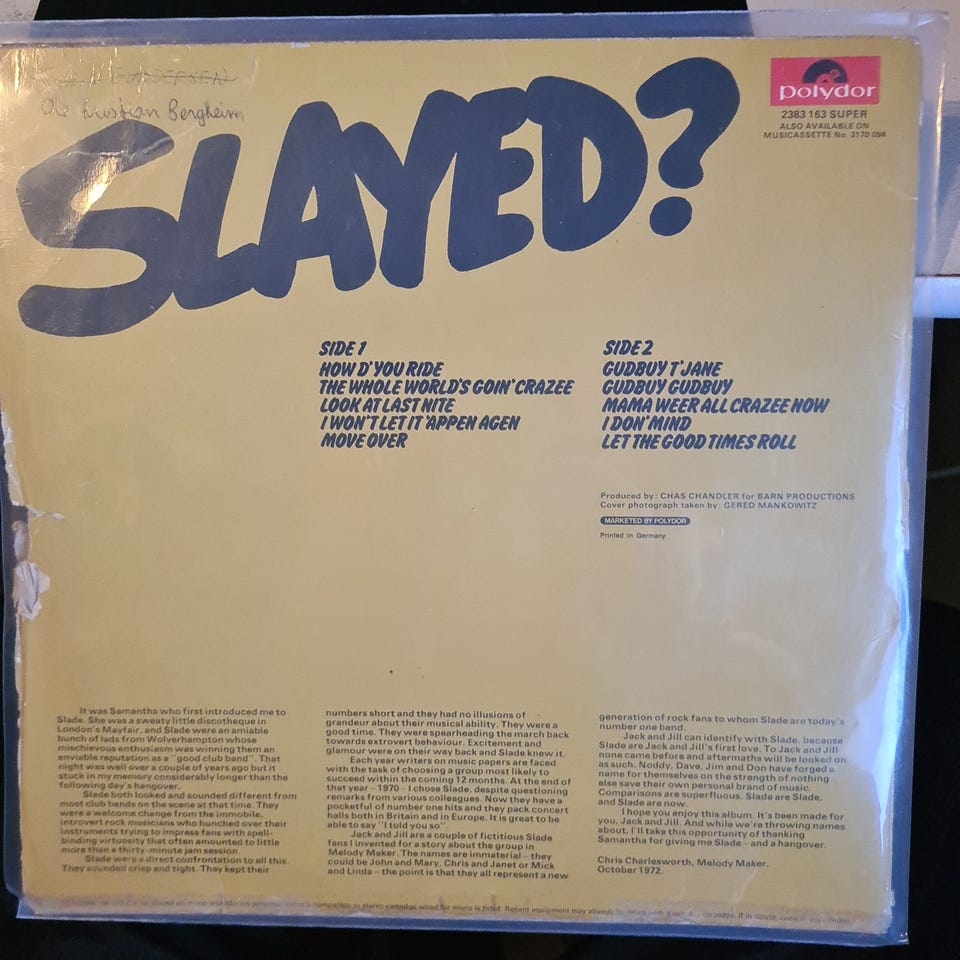 GUNDERSEN
Ole Kristian Bergheim
SLAYED?
polydor
2383 163 SUPER
ALSO AVAILABLE ON
MUSICASSETTE No. 3170 094
SIDE 1
HOW D'YOU RIDE
THE WHOLE WORLD'S GOIN' CRAZEE
LOOK AT LAST NITE
I WON'T LET IT 'APPEN AGEN
MOVE OVER
SIDE 2
GUDBUY T'JANE
GUDBUY GUDBUY
MAMA WEER ALL CRAZEE NOW
I DON' MIND
LET THE GOOD TIMES ROLL
Produced by: CHAS CHANDLER for BARN PRODUCTIONS
Cover photograph taken by: GERED MANKOWITZ
MARKETED BY POLYDOR
Printed in Germany
It was Samantha who first introduced me to
Slade. She was a sweaty little discotheque in
London's Mayfair, and Slade were an amiable
bunch of lads from Wolverhampton whose
mischievous enthusiasm was winning them an
enviable reputation as a "good club band". That
night was well over a couple of years ago but it
stuck in my memory considerably longer than the
following day's hangover.
Slade both looked and sounded different from
most club bands on the scene at that time. They
were a welcome change from the immobile,
introvert rock musicians who hunched over their
instruments trying to impress fans with spell-
binding virtuosity that often amounted to little
more than a thirty-minute jam session.
Slade were a direct confrontation to all this.
They sounded crisp and tight. They kept their
numbers short and they had no illusions of
grandeur about their musical ability. They were a
good time. They were spearheading the march back
towards extrovert behaviour. Excitement and
glamour were on their way back and Slade knew it.
Each year writers on music papers are faced
with the task of choosing a group most likely to
succeed within the coming 12 months. At the end of
that year – 1970 – I chose Slade, despite questioning
remarks from various colleagues. Now they have a
pocketful of number one hits and they pack concert
halls both in Britain and in Europe. It is great to be
able to say "I told you so".
Jack and Jill are a couple of fictitious Slade
fans I invented for a story about the group in
Melody Maker. The names are immaterial – they
could be John and Mary, Chris and Janet or Mick
and Linda – the point is that they all represent a new
generation of rock fans to whom Slade are today's
number one band.
Jack and Jill can identify with Slade, because
Slade are Jack and Jill's first love. To Jack and Jill
none came before and aftermaths will be looked on
as such. Noddy, Dave, Jim and Don have forged a
name for themselves on the strength of nothing
else save their own personal brand of music.
Comparisons are superfluous. Slade are Slade,
and Slade are now.
I hope you enjoy this album. It's been made for
you, Jack and Jill. And while we're throwing names
about, I'll take this opportunity of thanking
Samantha for giving me Slade – and a hangover.
Chris Charlesworth, Melody Maker.
October 1972.
compatible or stereo cartridge wired for mono is fitted. Recent equipment may already be fitted with a suitable cartridge. If in doubt, consult